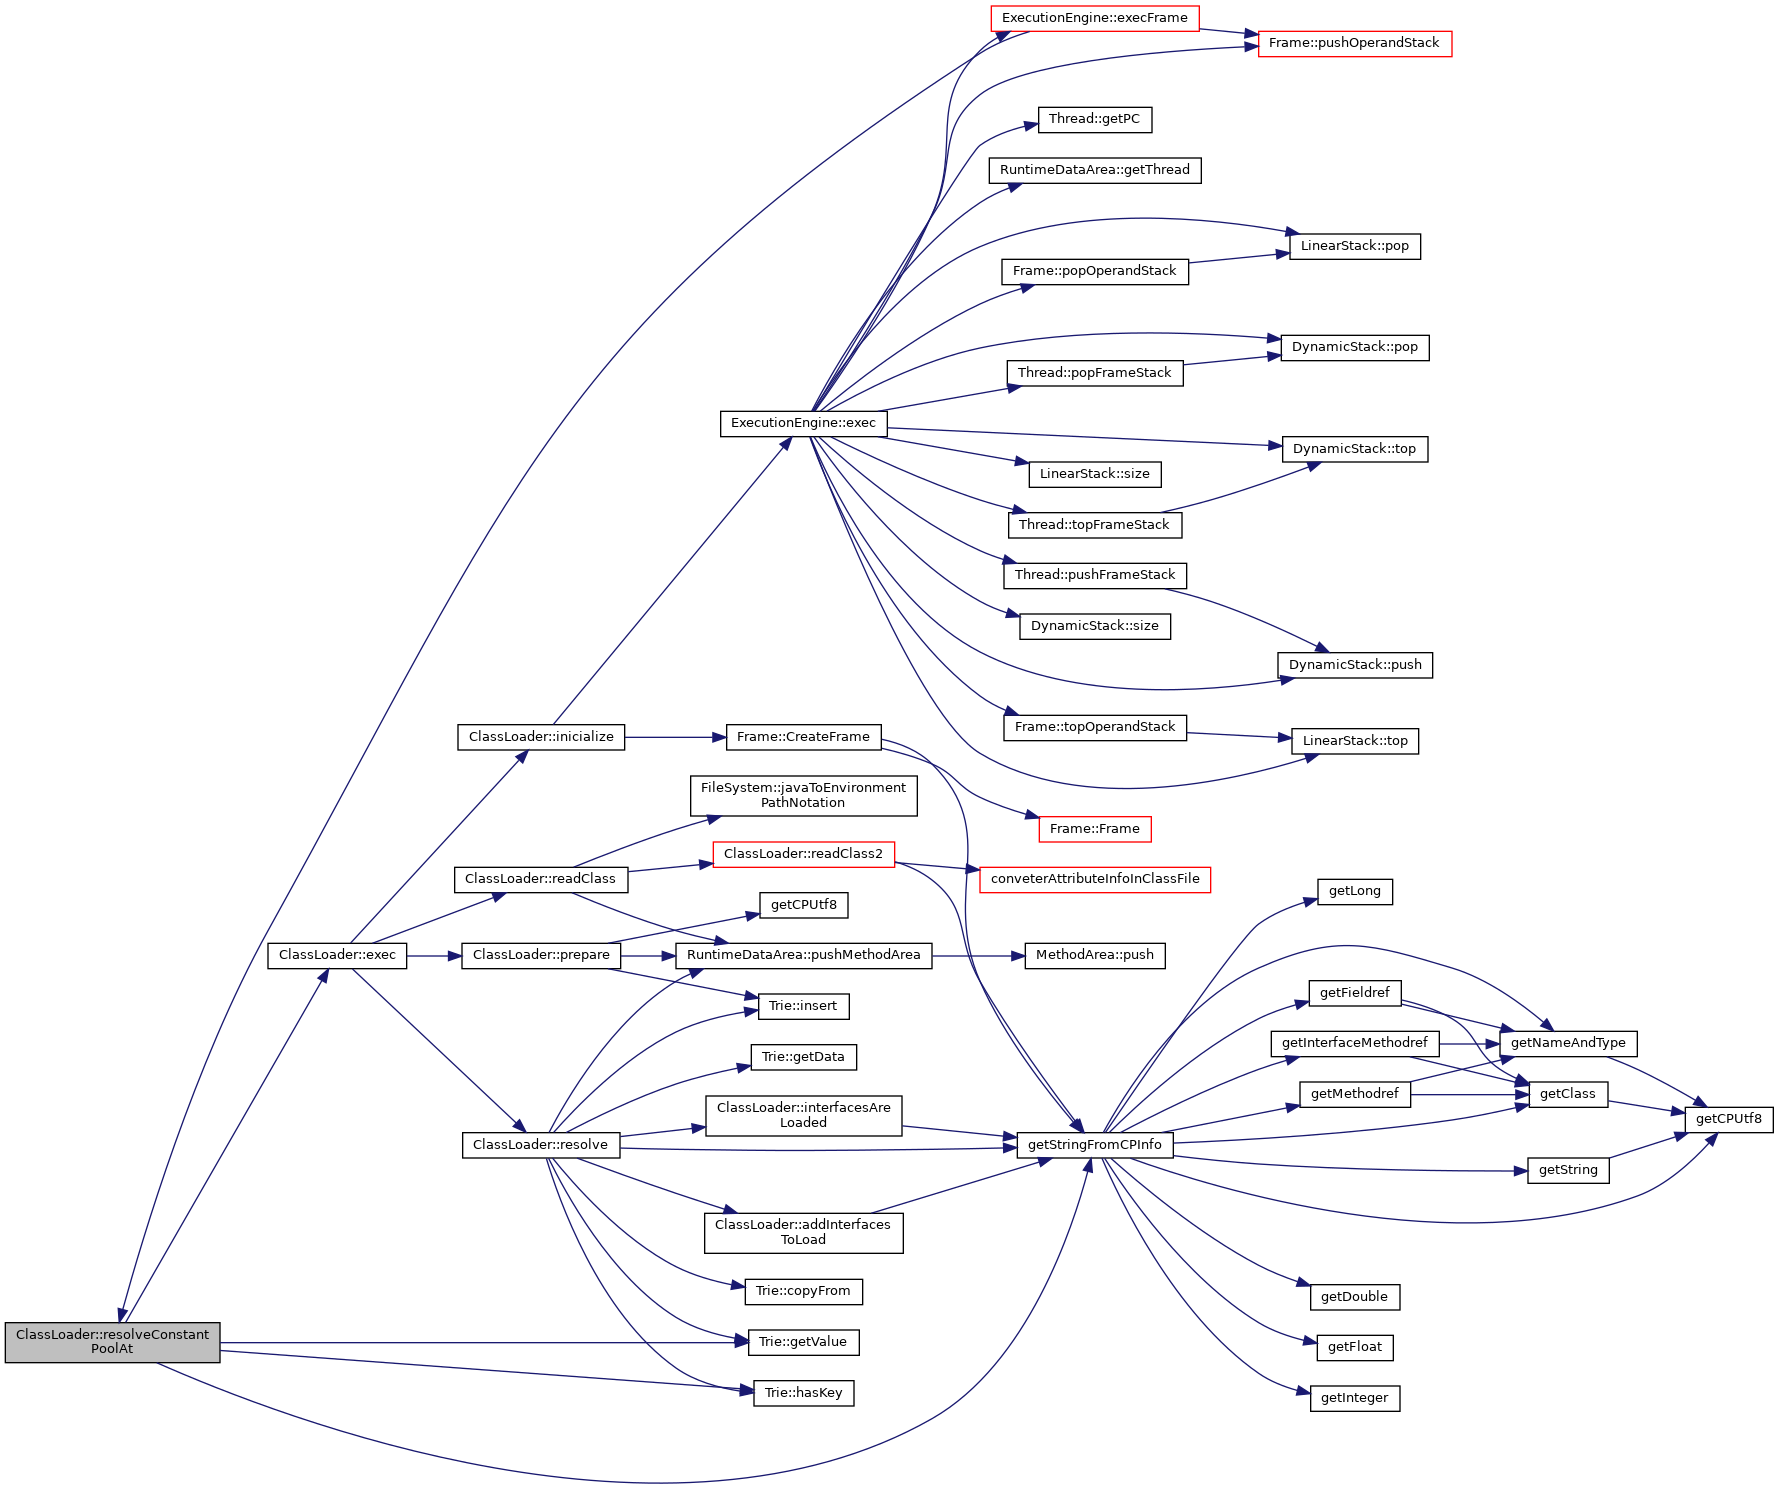 ExecutionEngine::execFrame
Frame::pushOperandStack
Thread::getPC
RuntimeDataArea::getThread
LinearStack::pop
Frame::popOperandStack
DynamicStack::pop
Thread::popFrameStack
ExecutionEngine::exec
DynamicStack::top
LinearStack::size
Thread::topFrameStack
Thread::pushFrameStack
DynamicStack::size
DynamicStack::push
Frame::topOperandStack
LinearStack::top
ClassLoader::inicialize
Frame::CreateFrame
FileSystem::javaToEnvironment
PathNotation
Frame::Frame
ClassLoader::readClass2
ClassLoader::readClass
conveterAttributeInfoInClassFile
getLong
getCPUtf8
ClassLoader::exec
ClassLoader::prepare
RuntimeDataArea::pushMethodArea
MethodArea::push
getFieldref
Trie::insert
getInterfaceMethodref
getNameAndType
Trie::getData
getMethodref
getClass
ClassLoader::interfacesAre
Loaded
getCPUtf8
ClassLoader::resolve
getStringFromCPInfo
getString
ClassLoader::addInterfaces
ToLoad
Trie::copyFrom
getDouble
ClassLoader::resolveConstant
PoolAt
Trie::getValue
getFloat
Trie::hasKey
getInteger